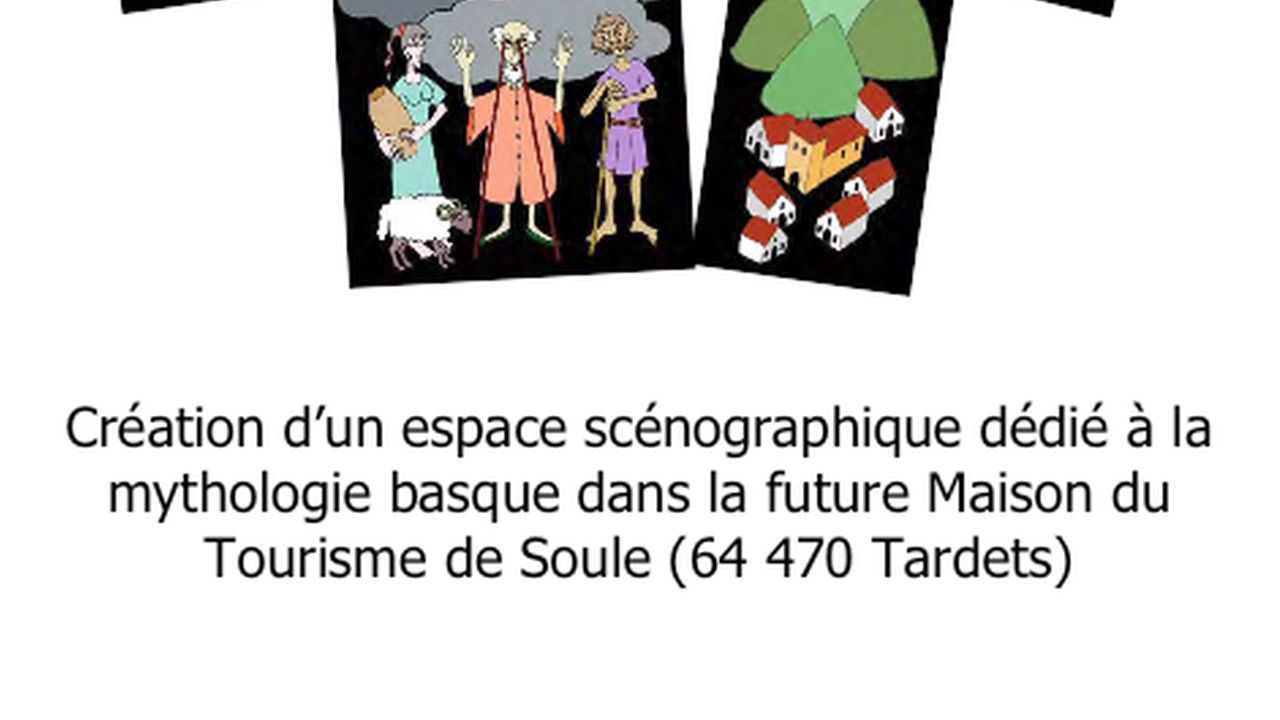 Création d’un espace scénographique dédié à la
mythologie basque dans la future Maison du
Tourisme de Soule (64 470 Tardets)